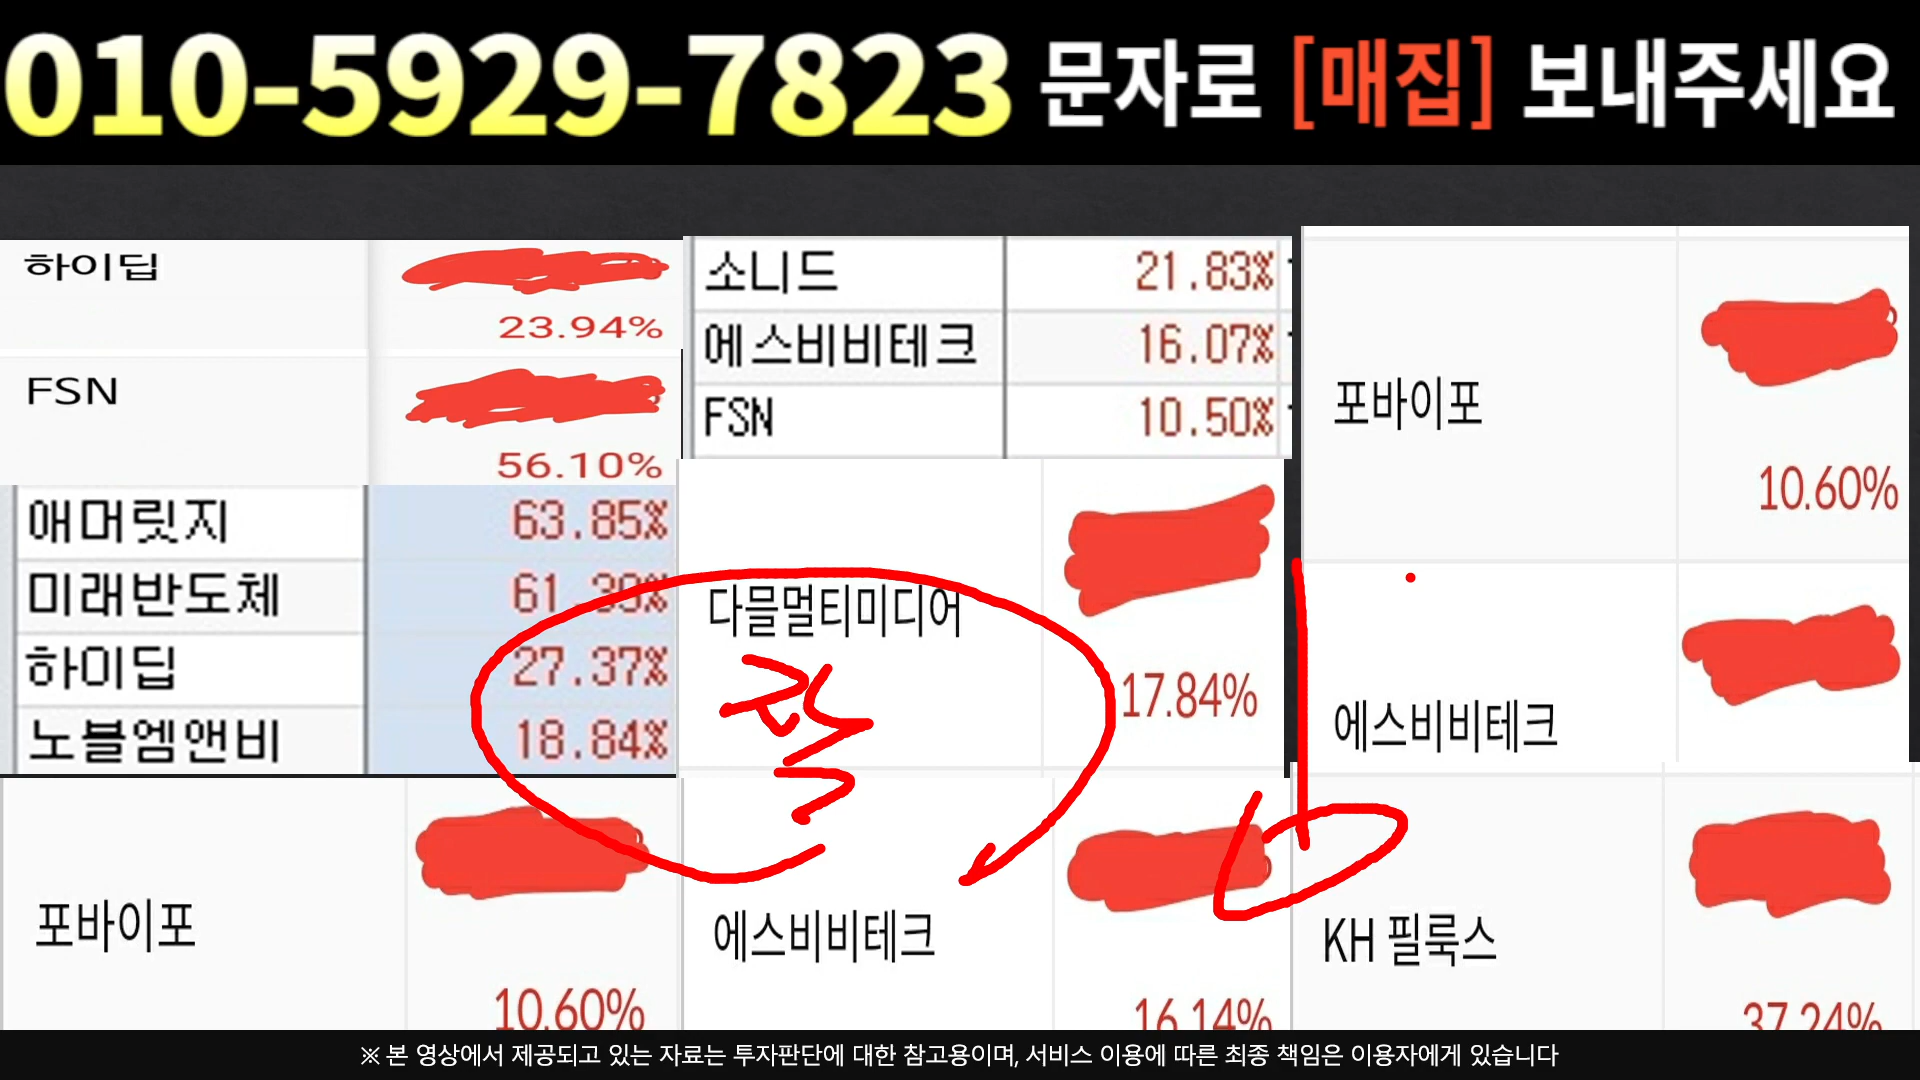 010-5929-7823 문자로 [매집] 보내주세요
하이딥
23.94%
FSN
56.10%
애머릿지 63.85%
미래반도체 61.39%
하이딥 27.37%
노블엠앤비 18.84%
소니드 21.83%
에스비비테크 16.07%
FSN 10.50%
다믈멀티미디어
17.84%
포바이포
10.60%
에스비비테크
포바이포
10.60%
에스비비테크
16.14%
KH 필룩스
37.24%
※ 본 영상에서 제공되고 있는 자료는 투자판단에 대한 참고용이며, 서비스 이용에 따른 최종 책임은 이용자에게 있습니다